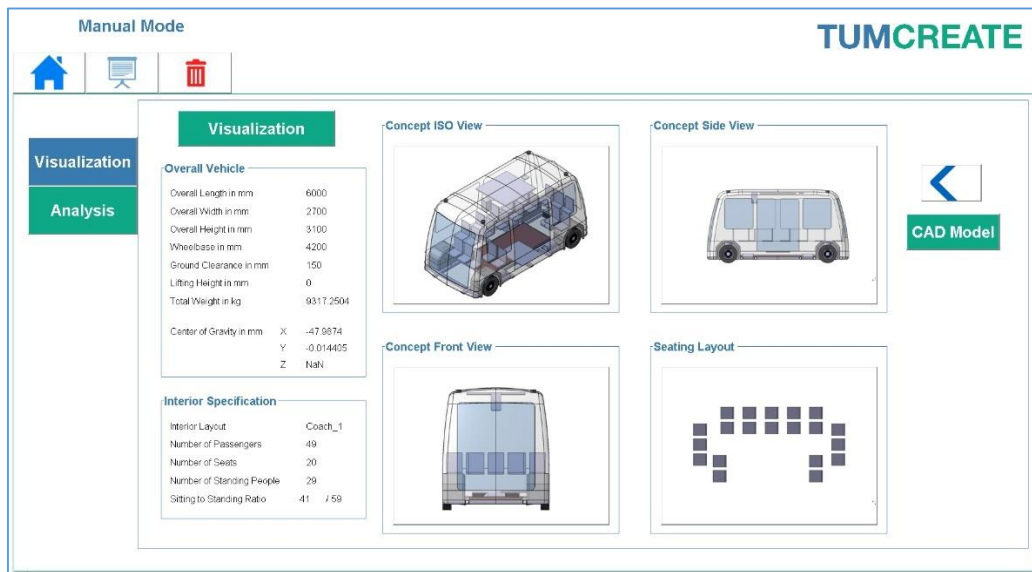 Manual Mode
TUMCREATE
Visualization
Analysis
Visualization
Overall Vehicle
Overall Length in mm 6000
Overall Width in mm 2700
Overall Height in mm 3100
Wheelbase in mm 4200
Ground Clearance in mm 150
Lifting Height in mm 0
Total Weight in kg 9317.2504
Center of Gravity in mm X -47.9874
Y -0.014405
Z NaN
Interior Specification
Interior Layout Coach_1
Number of Passengers 49
Number of Seats 20
Number of Standing People 29
Sitting to Standing Ratio 41 / 59
Concept ISO View
Concept Side View
Concept Front View
Seating Layout
CAD Model